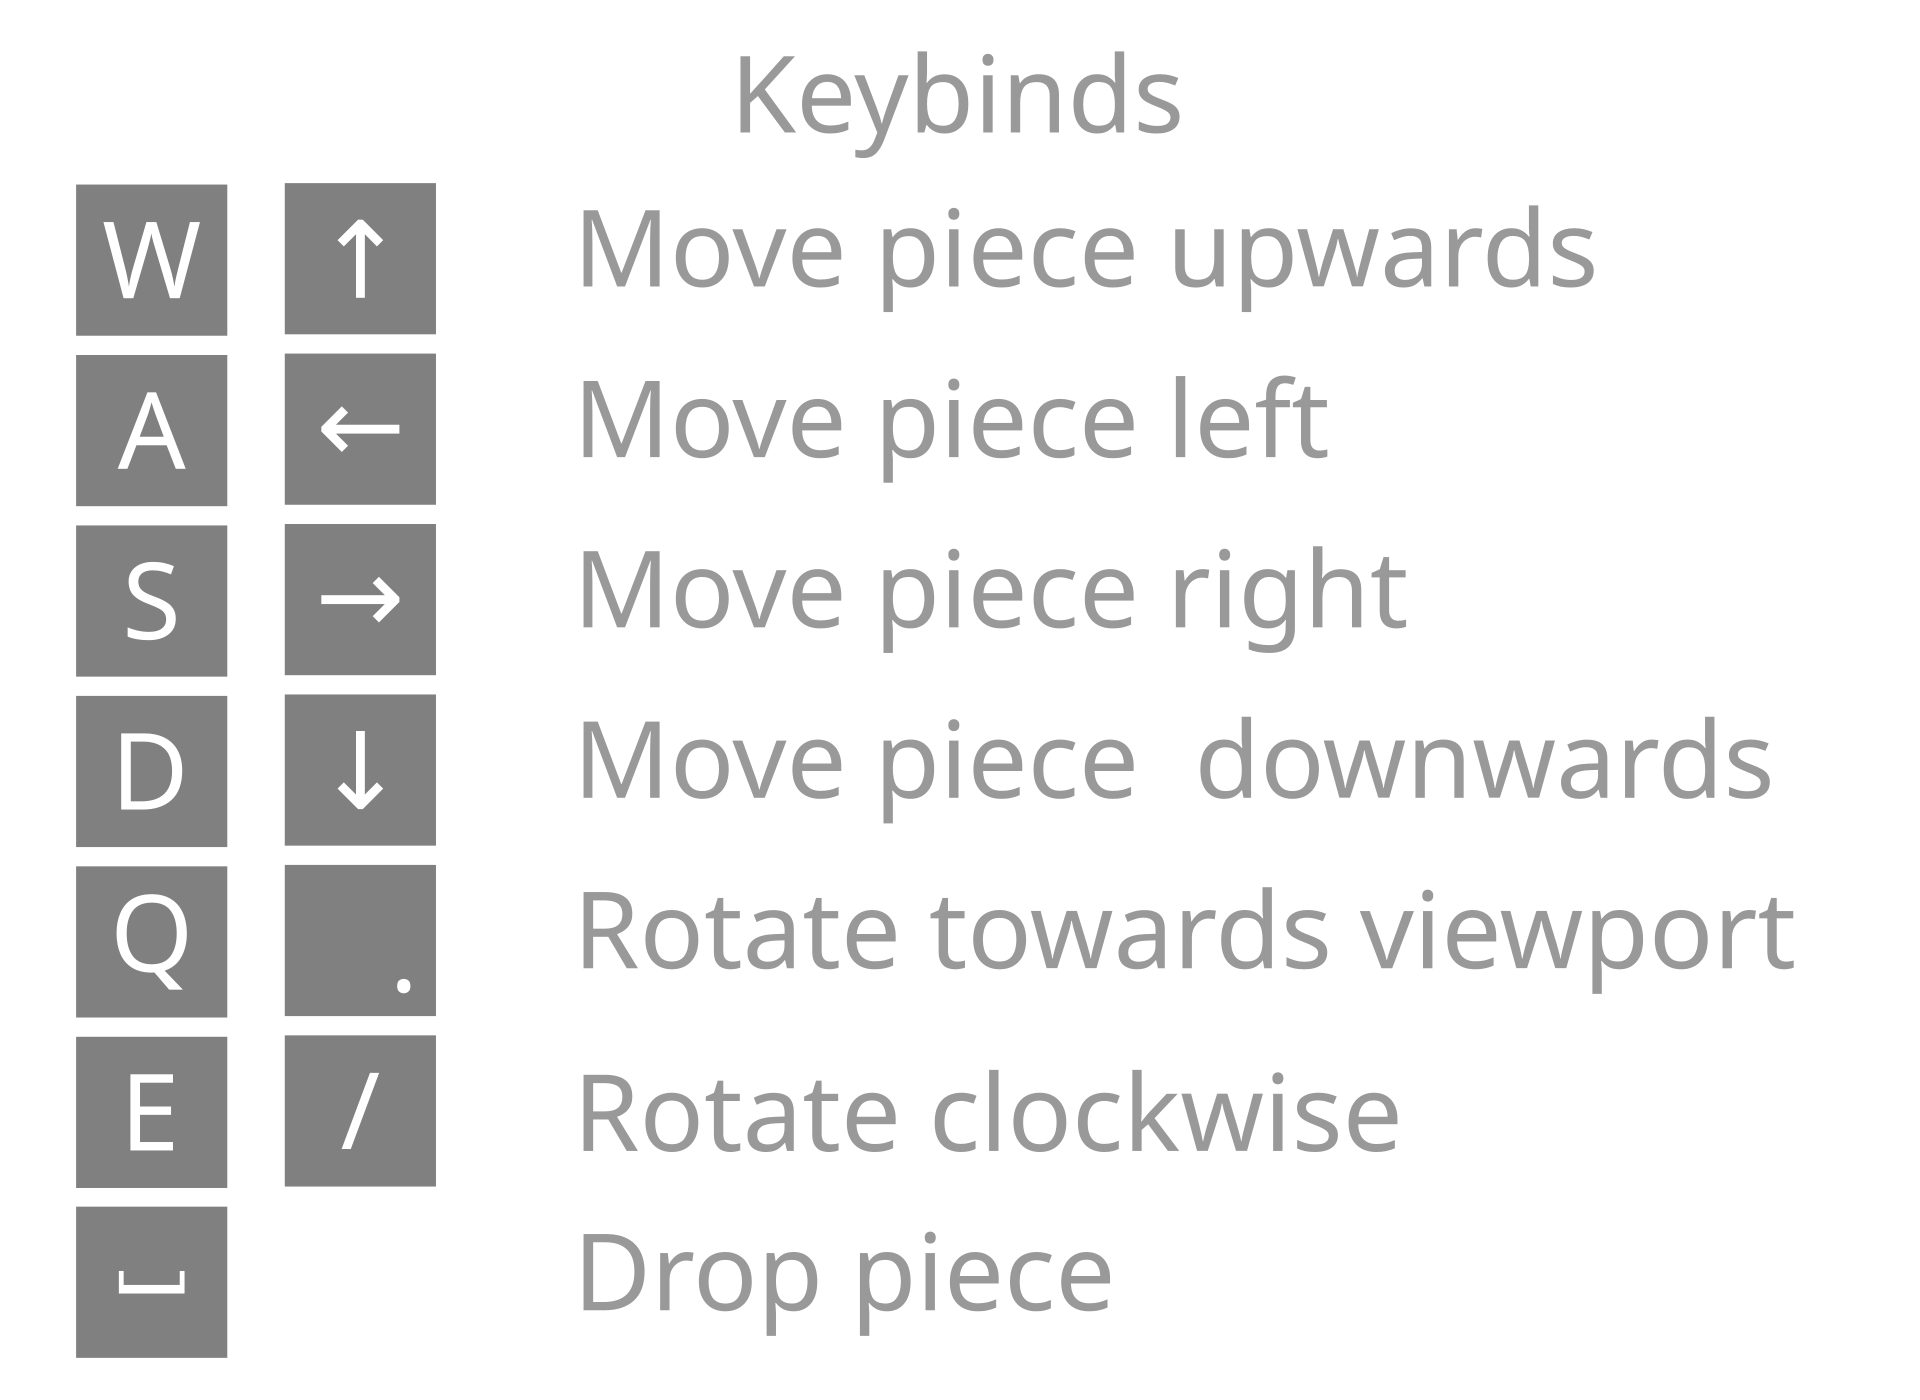 Keybinds
W ↑ Move piece upwards
A ← Move piece left
S → Move piece right
D ↓ Move piece  downwards
Q . Rotate towards viewport
E / Rotate clockwise
⎵ Drop piece